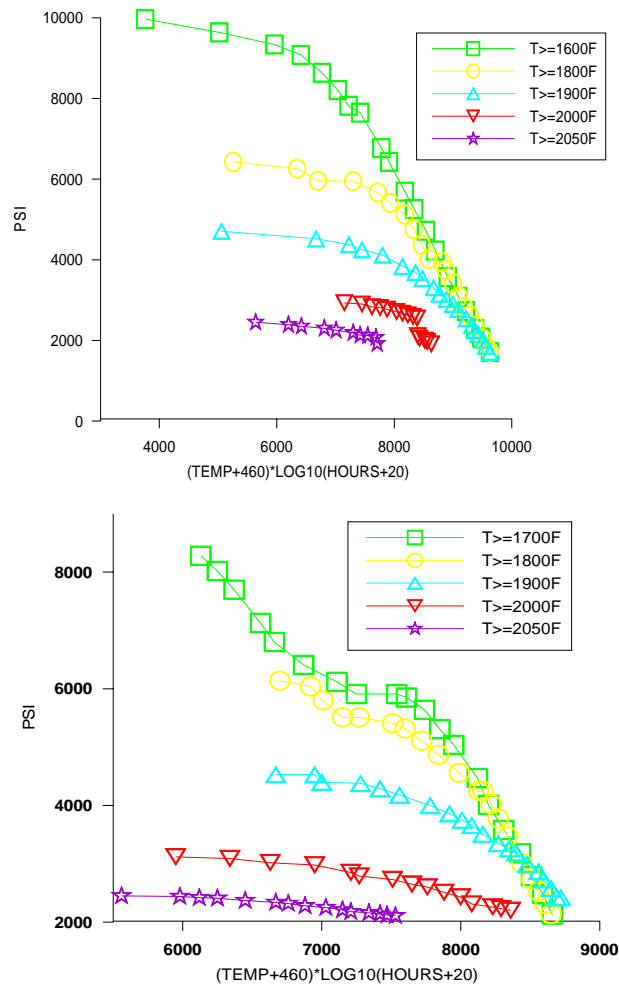 10000
8000
6000
4000
2000
0
PSI
4000 6000 8000 10000
(TEMP+460)*LOG10(HOURS+20)
T>=1600F
T>=1800F
T>=1900F
T>=2000F
T>=2050F
8000
6000
4000
2000
PSI
6000 7000 8000 9000
(TEMP+460)*LOG10(HOURS+20)
T>=1700F
T>=1800F
T>=1900F
T>=2000F
T>=2050F